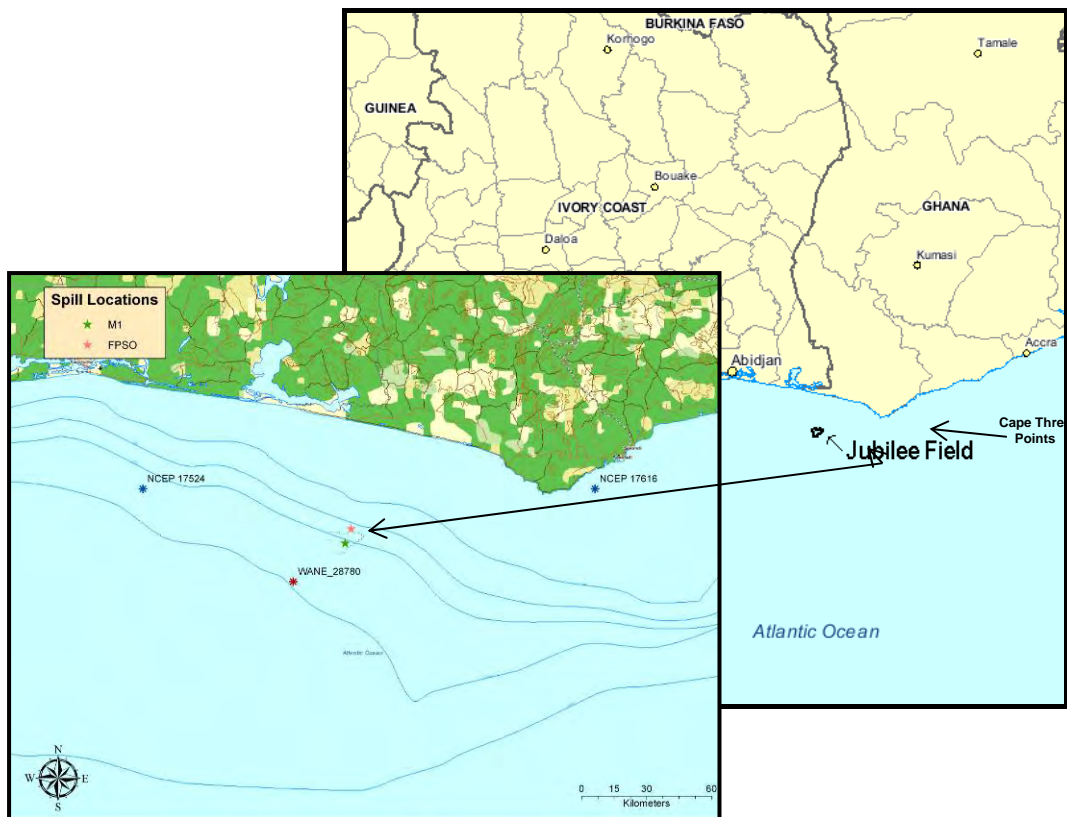 BURKINA FASO
Korhogo
Tamale
GUINEA
Bouake
IVORY COAST
GHANA
Daloa
Kumasi
Accra
Abidjan
Cape Thre
Points
Jubilee Field
Atlantic Ocean
Spill Locations
M1
FPSO
NCEP 17524
NCEP 17616
WANE_28780
Atlantic Ocean
N
W
E
S
0 15 30 60
Kilometers